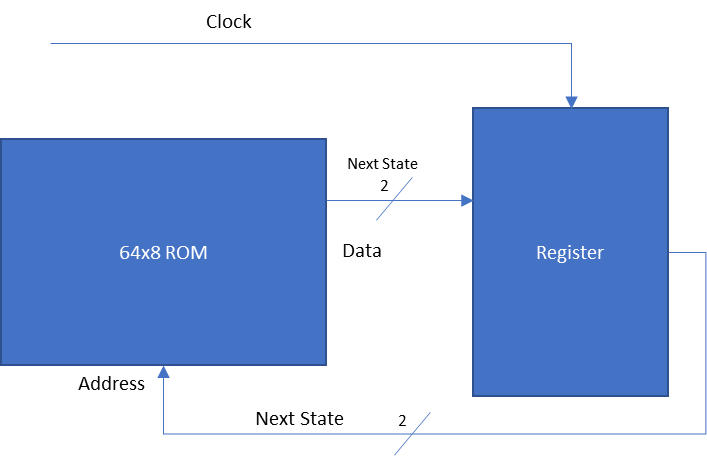 Clock
Next State
2
64x8 ROM
Data
Register
Address
Next State
2